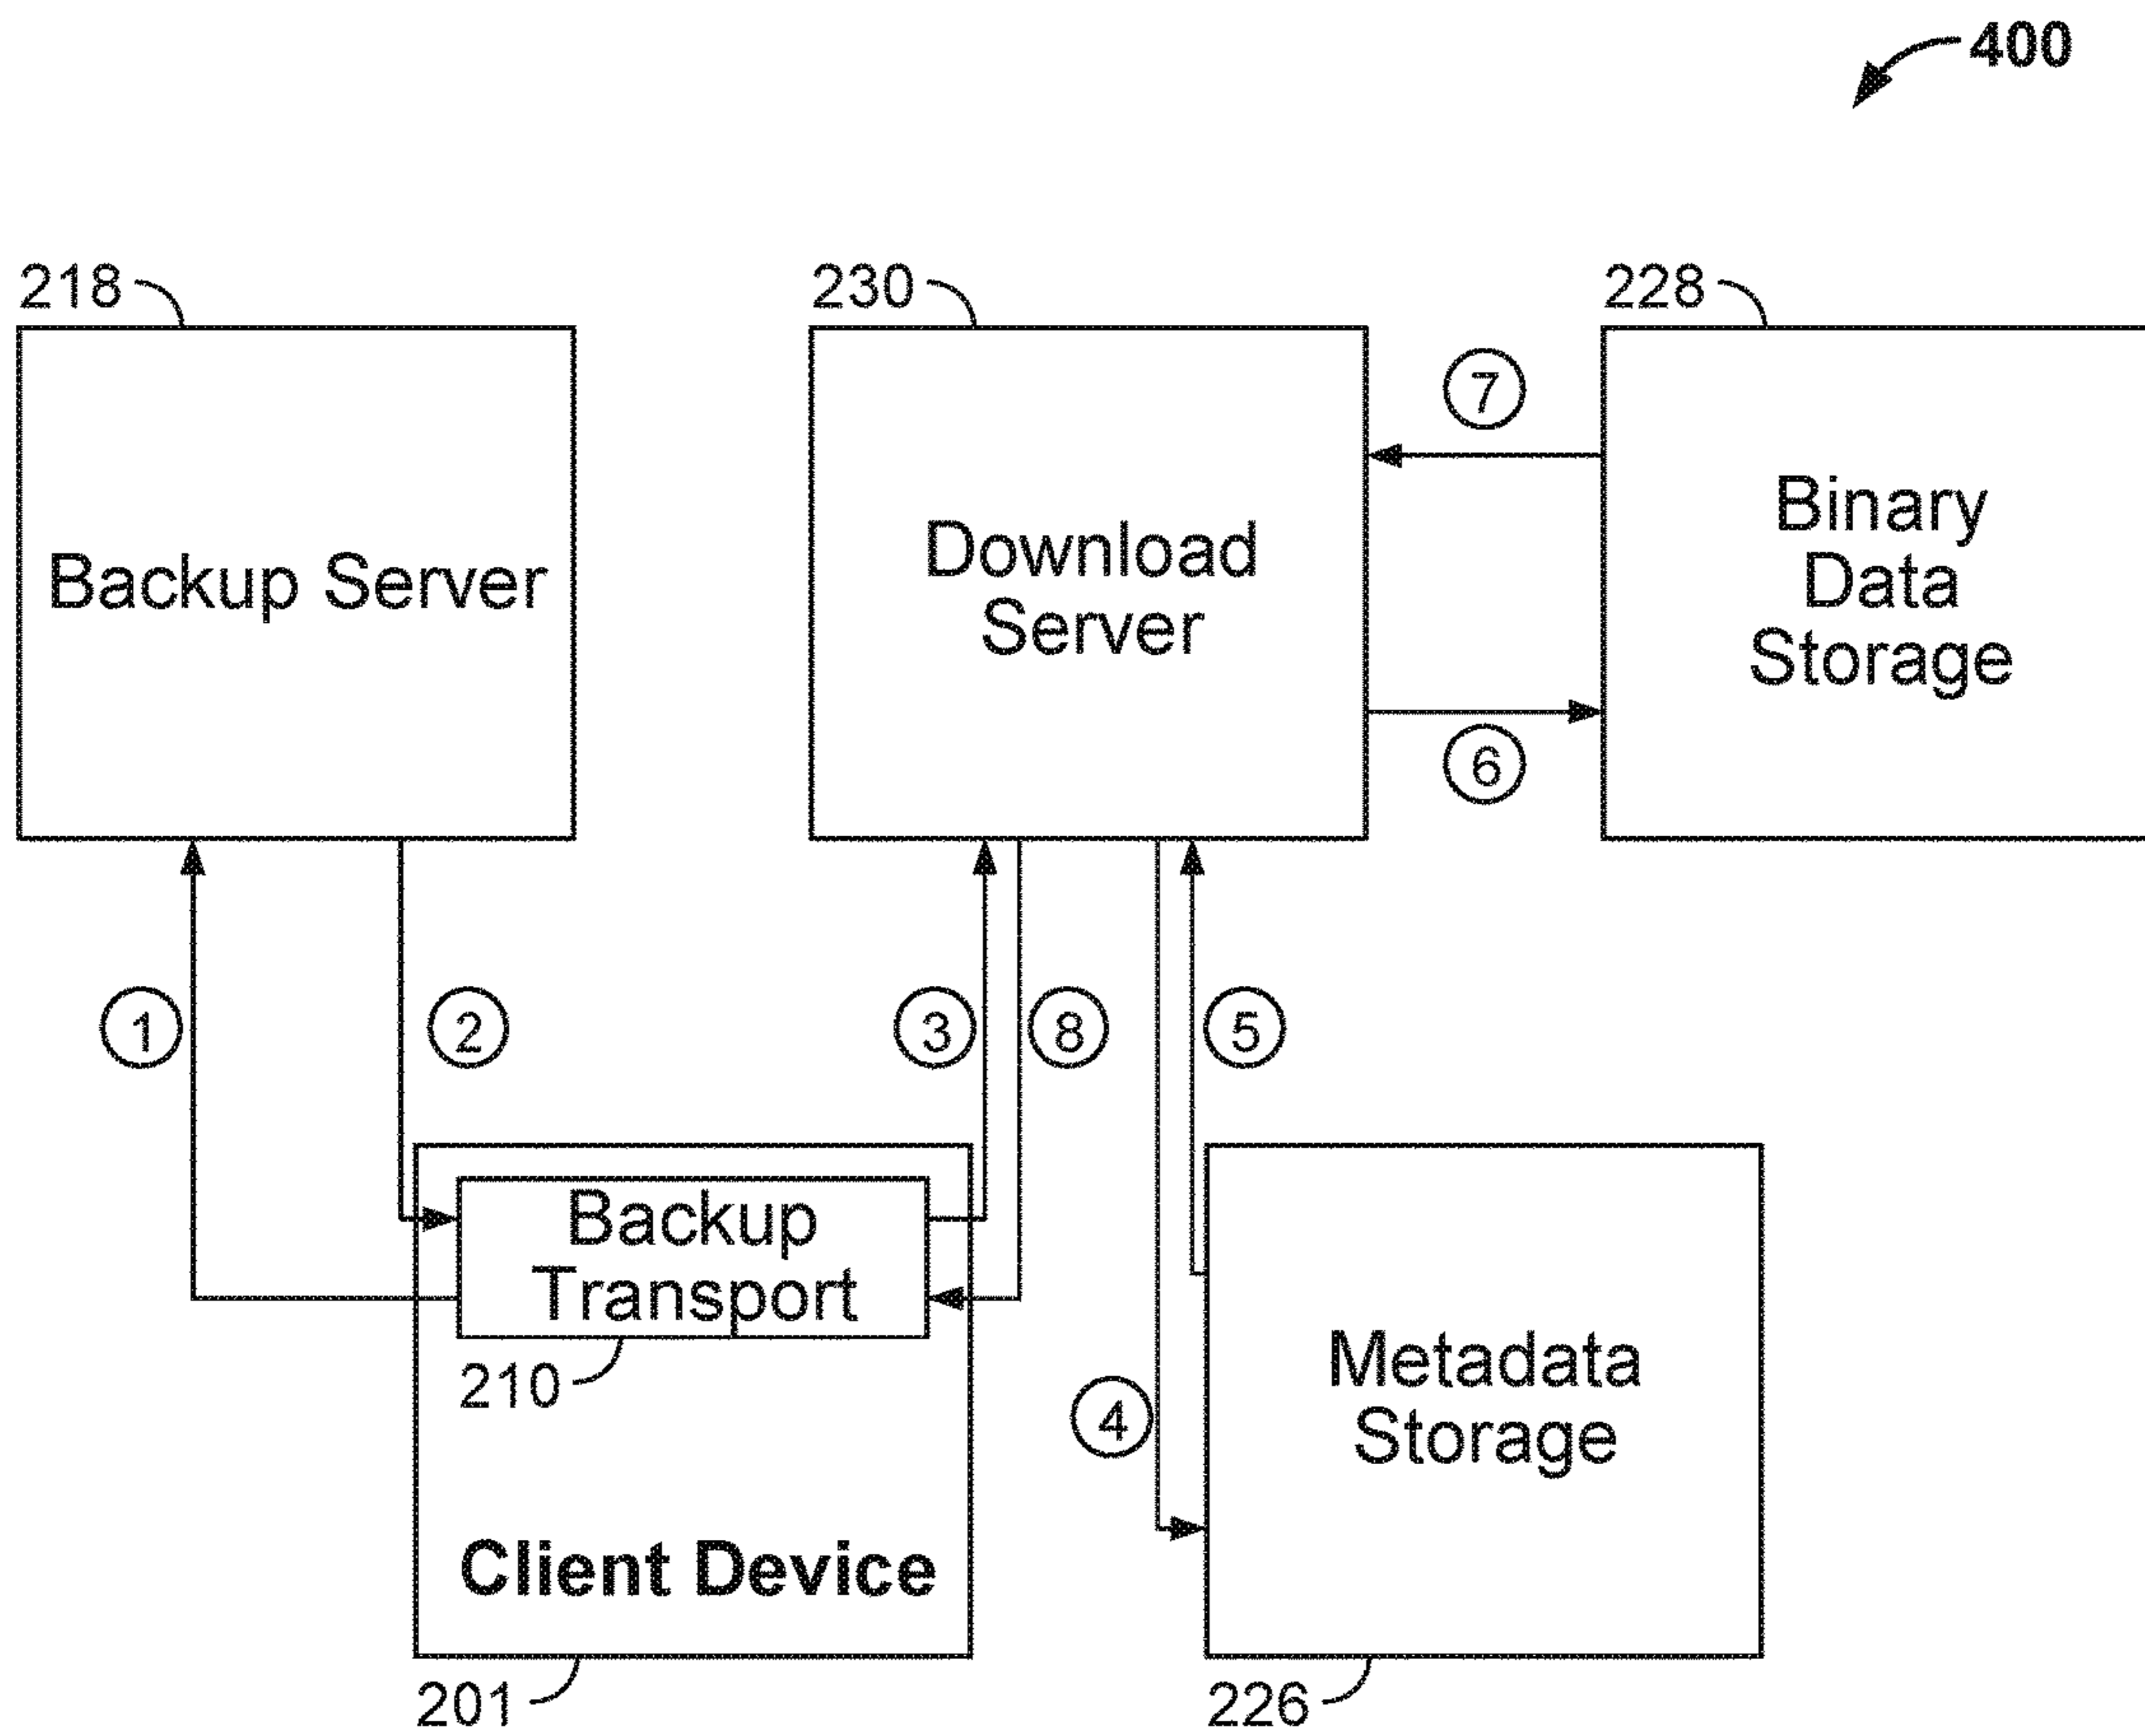 400
218
230
228
Backup Server
Download
Server
Binary
Data
Storage
7
6
1
2
3
8
5
Backup
Transport
210
4
Metadata
Storage
Client Device
201
226